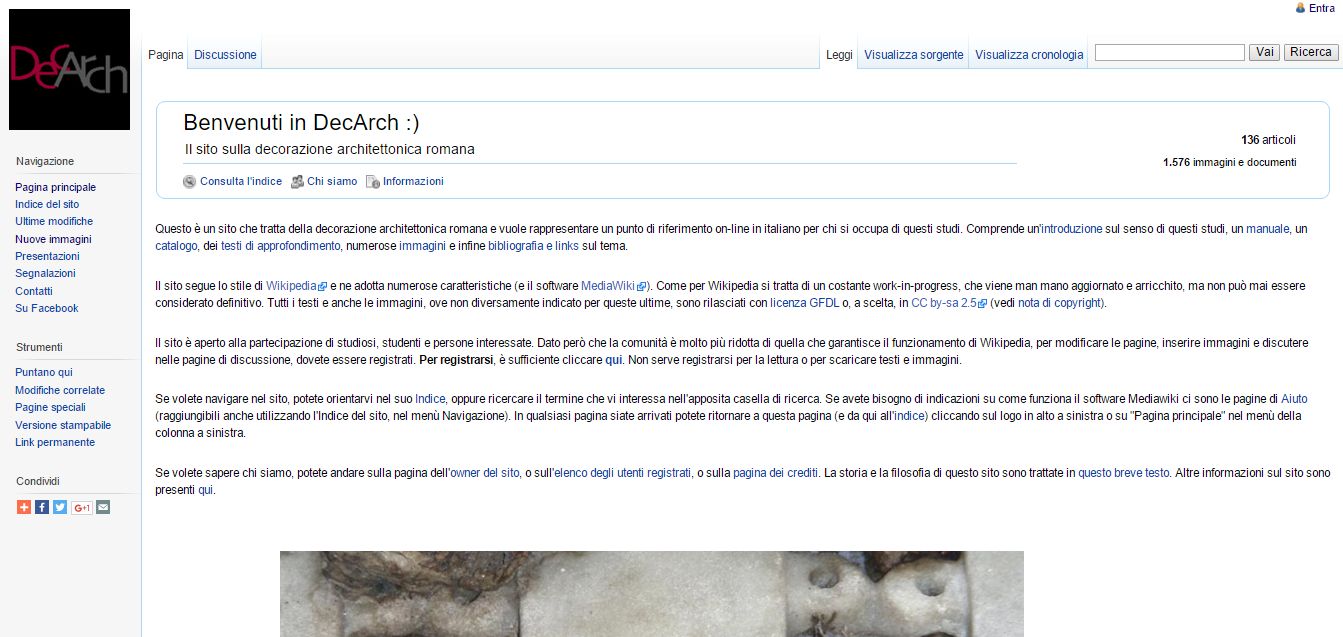 Entra
DecArch
Pagina Discussione Leggi Visualizza sorgente Visualizza cronologia Vai Ricerca
Benvenuti in DecArch :)
Il sito sulla decorazione architettonica romana
136 articoli
1.576 immagini e documenti
Consulta l'indice Chi siamo Informazioni
Navigazione
Pagina principale
Indice del sito
Ultime modifiche
Nuove immagini
Presentazioni
Segnalazioni
Contatti
Su Facebook
Strumenti
Puntano qui
Modifiche correlate
Pagine speciali
Versione stampabile
Link permanente
Condividi
G+1
Questo è un sito che tratta della decorazione architettonica romana e vuole rappresentare un punto di riferimento on-line in italiano per chi si occupa di questi studi. Comprende un'introduzione sul senso di questi studi, un manuale, un
catalogo, dei testi di approfondimento, numerose immagini e infine bibliografia e links sul tema.
Il sito segue lo stile di Wikipedia e ne adotta numerose caratteristiche (e il software MediaWiki). Come per Wikipedia si tratta di un costante work-in-progress, che viene man mano aggiornato e arricchito, ma non può mai essere
considerato definitivo. Tutti i testi e anche le immagini, ove non diversamente indicato per queste ultime, sono rilasciati con licenza GFDL o, a scelta, in CC by-sa 2.5 (vedi nota di copyright).
Il sito è aperto alla partecipazione di studiosi, studenti e persone interessate. Dato però che la comunità è molto più ridotta di quella che garantisce il funzionamento di Wikipedia, per modificare le pagine, inserire immagini e discutere
nelle pagine di discussione, dovete essere registrati. Per registrarsi, è sufficiente cliccare qui. Non serve registrarsi per la lettura o per scaricare testi e immagini.
Se volete navigare nel sito, potete orientarvi nel suo Indice, oppure ricercare il termine che vi interessa nell'apposita casella di ricerca. Se avete bisogno di indicazioni su come funziona il software Mediawiki ci sono le pagine di Aiuto
(raggiungibili anche utilizzando l'Indice del sito, nel menù Navigazione). In qualsiasi pagina siate arrivati potete ritornare a questa pagina (e da qui all'indice) cliccando sul logo in alto a sinistra o su "Pagina principale" nel menù della
colonna a sinistra.
Se volete sapere chi siamo, potete andare sulla pagina dell'owner del sito, o sull'elenco degli utenti registrati, o sulla pagina dei crediti. La storia e la filosofia di questo sito sono trattate in questo breve testo. Altre informazioni sul sito sono
presenti qui.